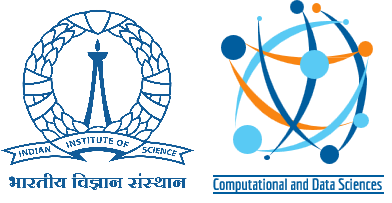 INDIAN INSTITUTE OF SCIENCE
भारतीय विज्ञान संस्थान
Computational and Data Sciences